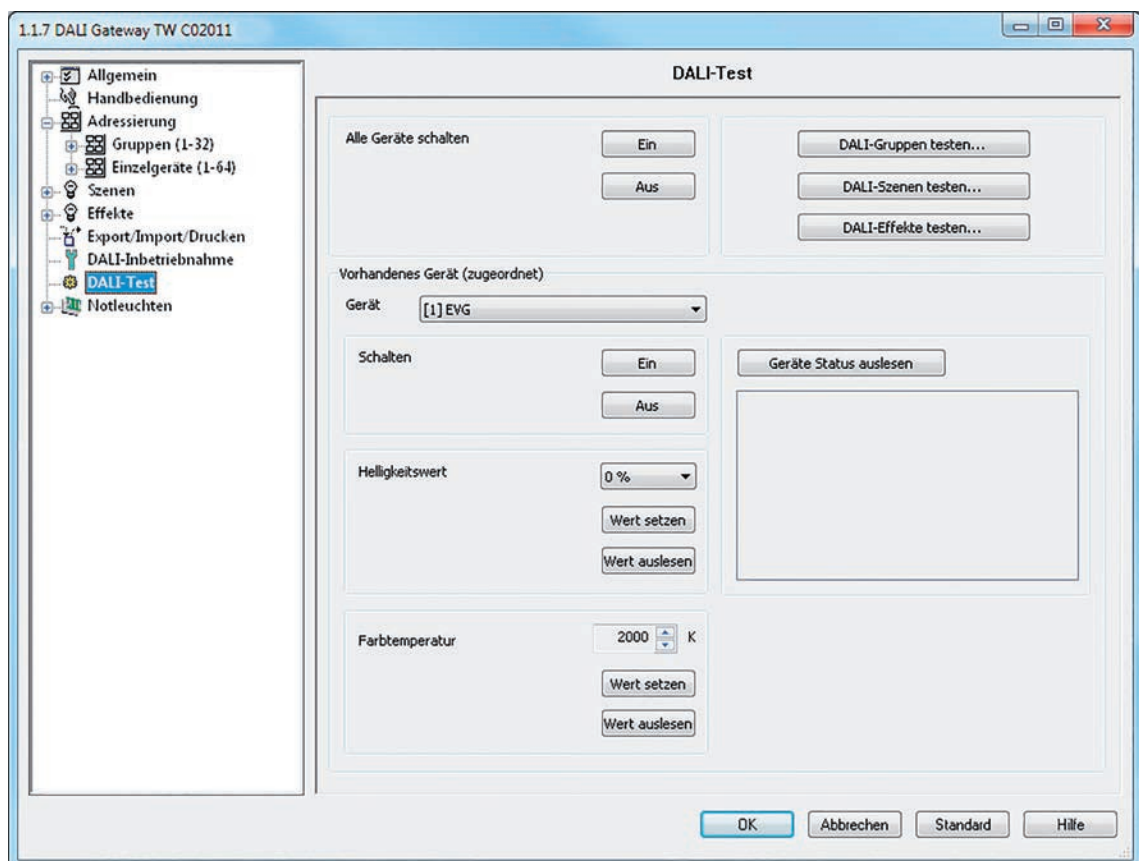 1.1.7 DALI Gateway TW C02011
Allgemein
Handbedienung
Adressierung
Gruppen (1-32)
Einzelgeräte (1-64)
Szenen
Effekte
Export/Import/Drucken
DALI-Inbetriebnahme
DALI-Test
Notleuchten
DALI-Test
Alle Geräte schalten
Ein
Aus
DALI-Gruppen testen...
DALI-Szenen testen...
DALI-Effekte testen...
Vorhandenes Gerät (zugeordnet)
Gerät
[1] EVG
Schalten
Ein
Aus
Geräte Status auslesen
Helligkeitswert
0 %
Wert setzen
Wert auslesen
Farbtemperatur
2000 K
Wert setzen
Wert auslesen
OK
Abbrechen
Standard
Hilfe